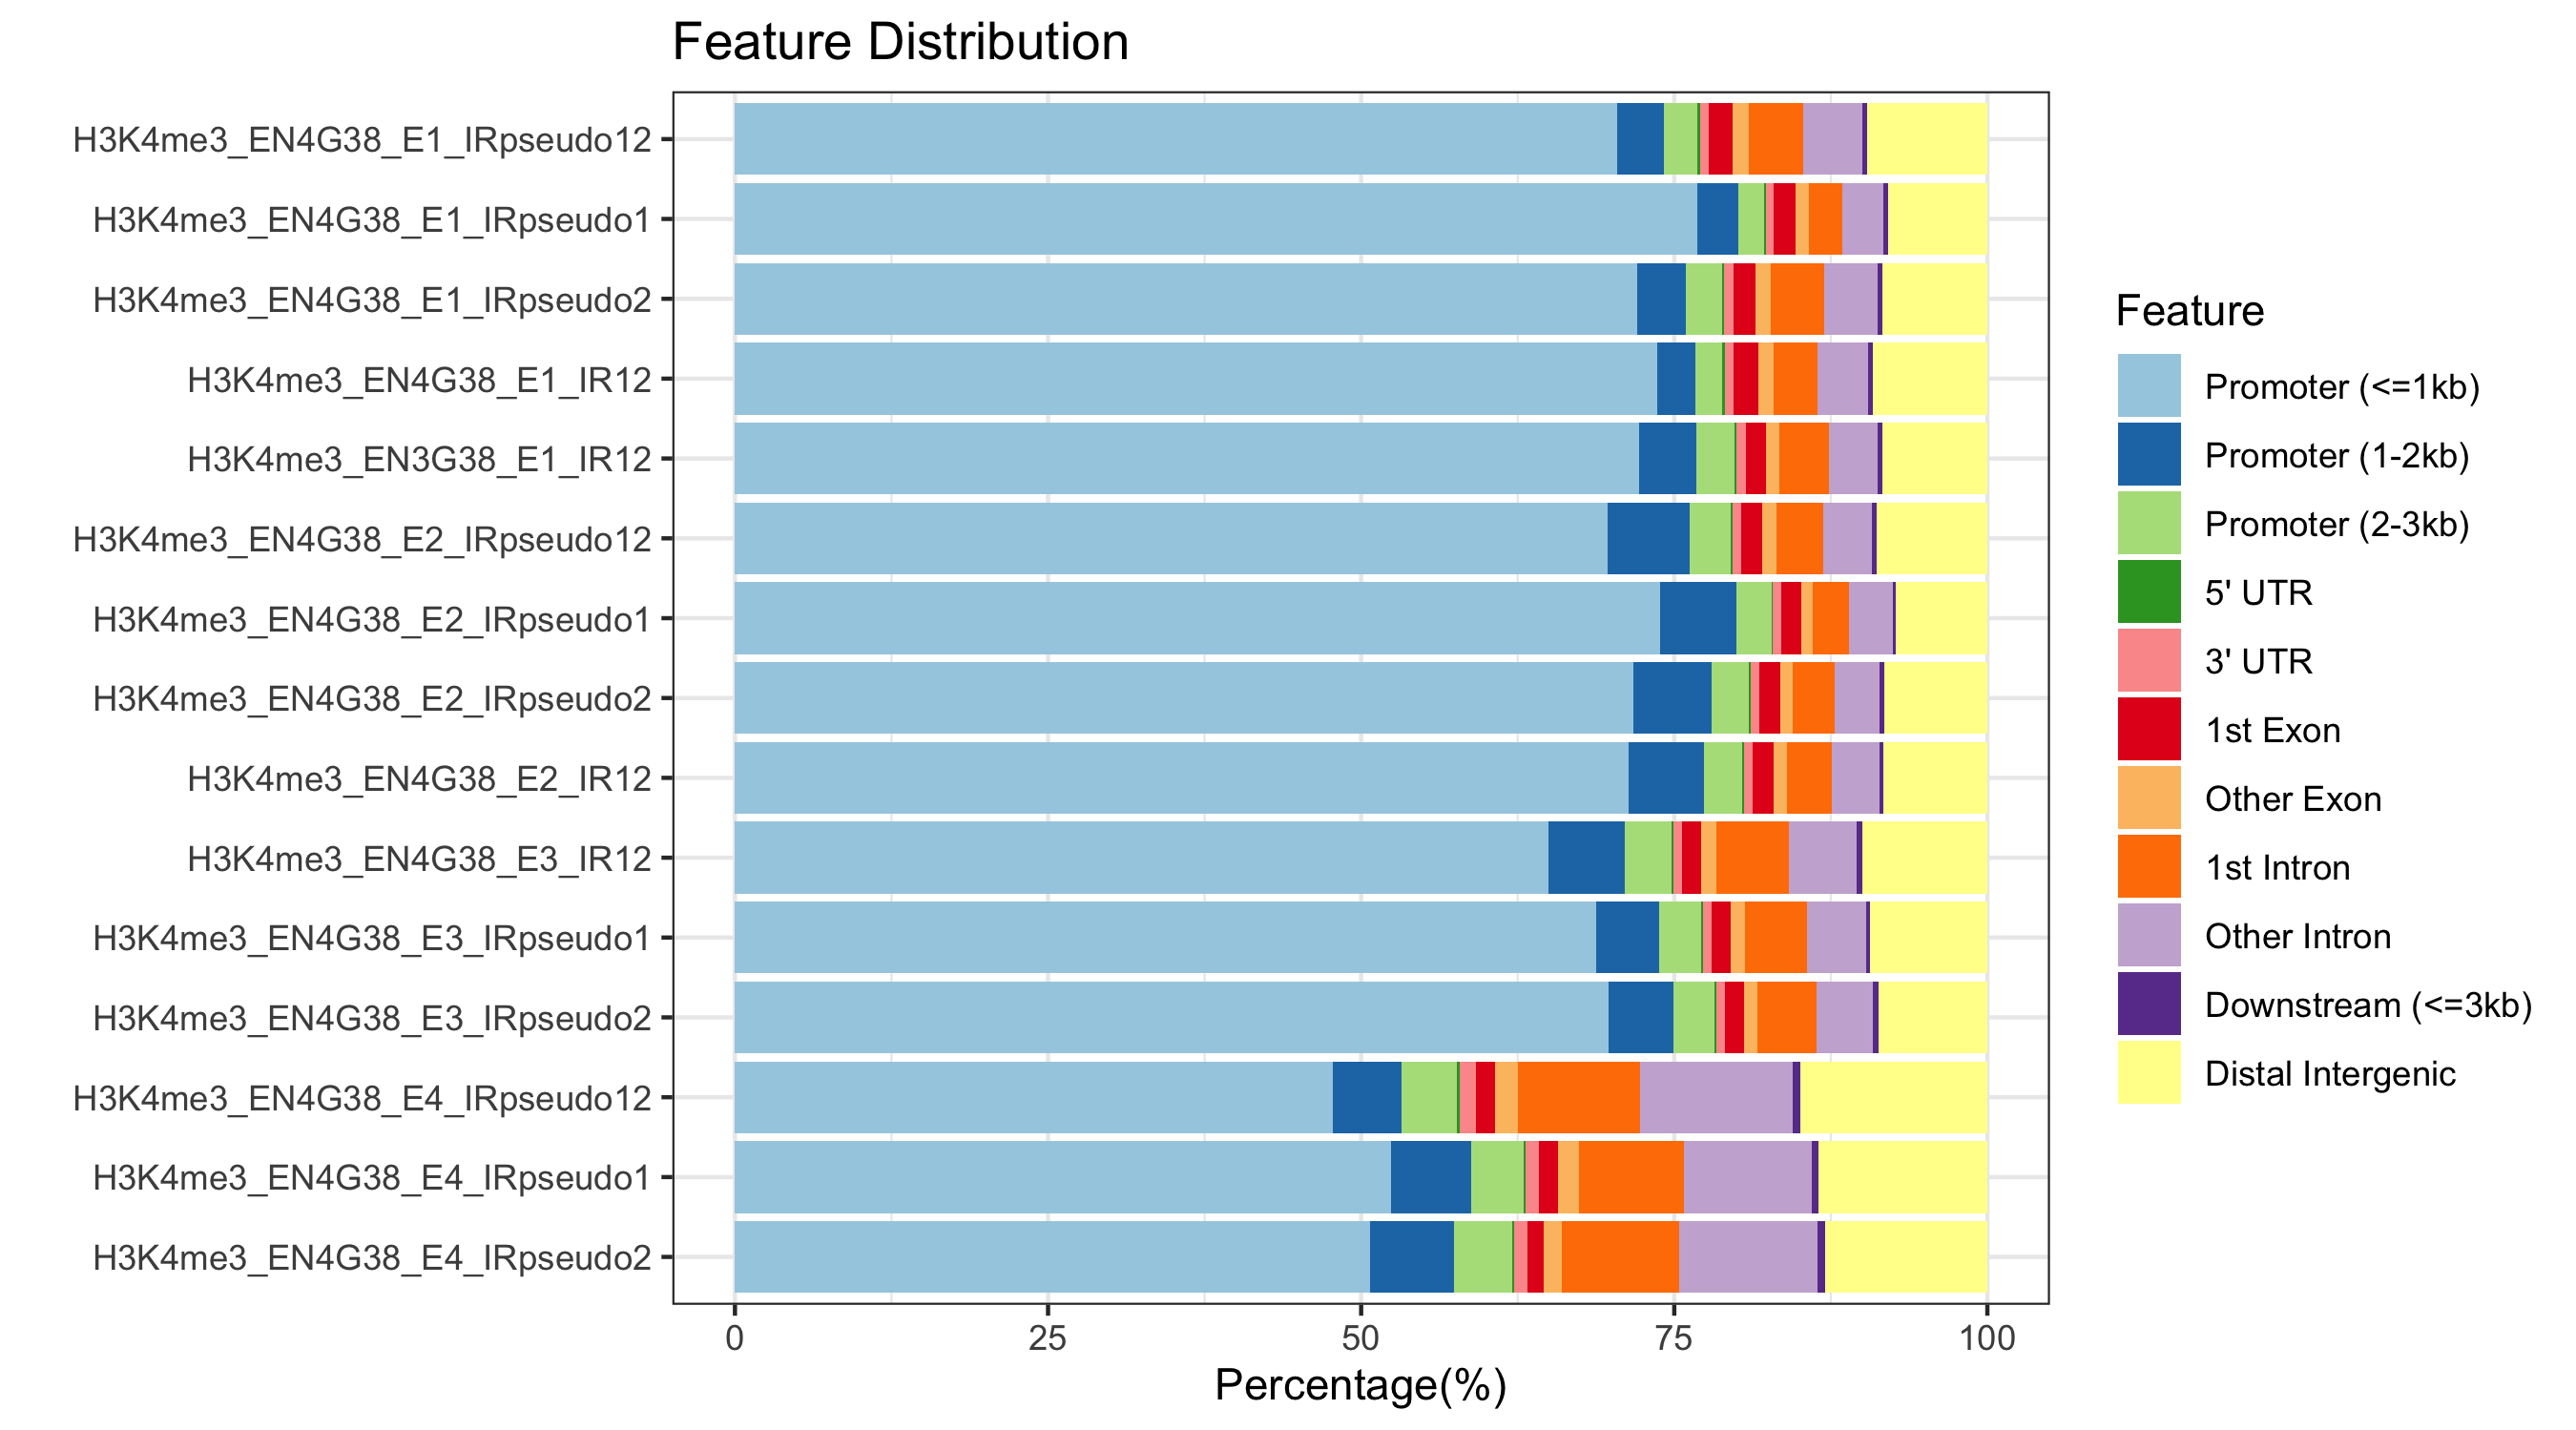 Feature Distribution
H3K4me3_EN4G38_E1_IRpseudo12
H3K4me3_EN4G38_E1_IRpseudo1
H3K4me3_EN4G38_E1_IRpseudo2
H3K4me3_EN4G38_E1_IR12
H3K4me3_EN3G38_E1_IR12
H3K4me3_EN4G38_E2_IRpseudo12
H3K4me3_EN4G38_E2_IRpseudo1
H3K4me3_EN4G38_E2_IRpseudo2
H3K4me3_EN4G38_E2_IR12
H3K4me3_EN4G38_E3_IR12
H3K4me3_EN4G38_E3_IRpseudo1
H3K4me3_EN4G38_E3_IRpseudo2
H3K4me3_EN4G38_E4_IRpseudo12
H3K4me3_EN4G38_E4_IRpseudo1
H3K4me3_EN4G38_E4_IRpseudo2
0 25 50 75 100
Percentage(%)
Feature
Promoter (<=1kb)
Promoter (1-2kb)
Promoter (2-3kb)
5' UTR
3' UTR
1st Exon
Other Exon
1st Intron
Other Intron
Downstream (<=3kb)
Distal Intergenic